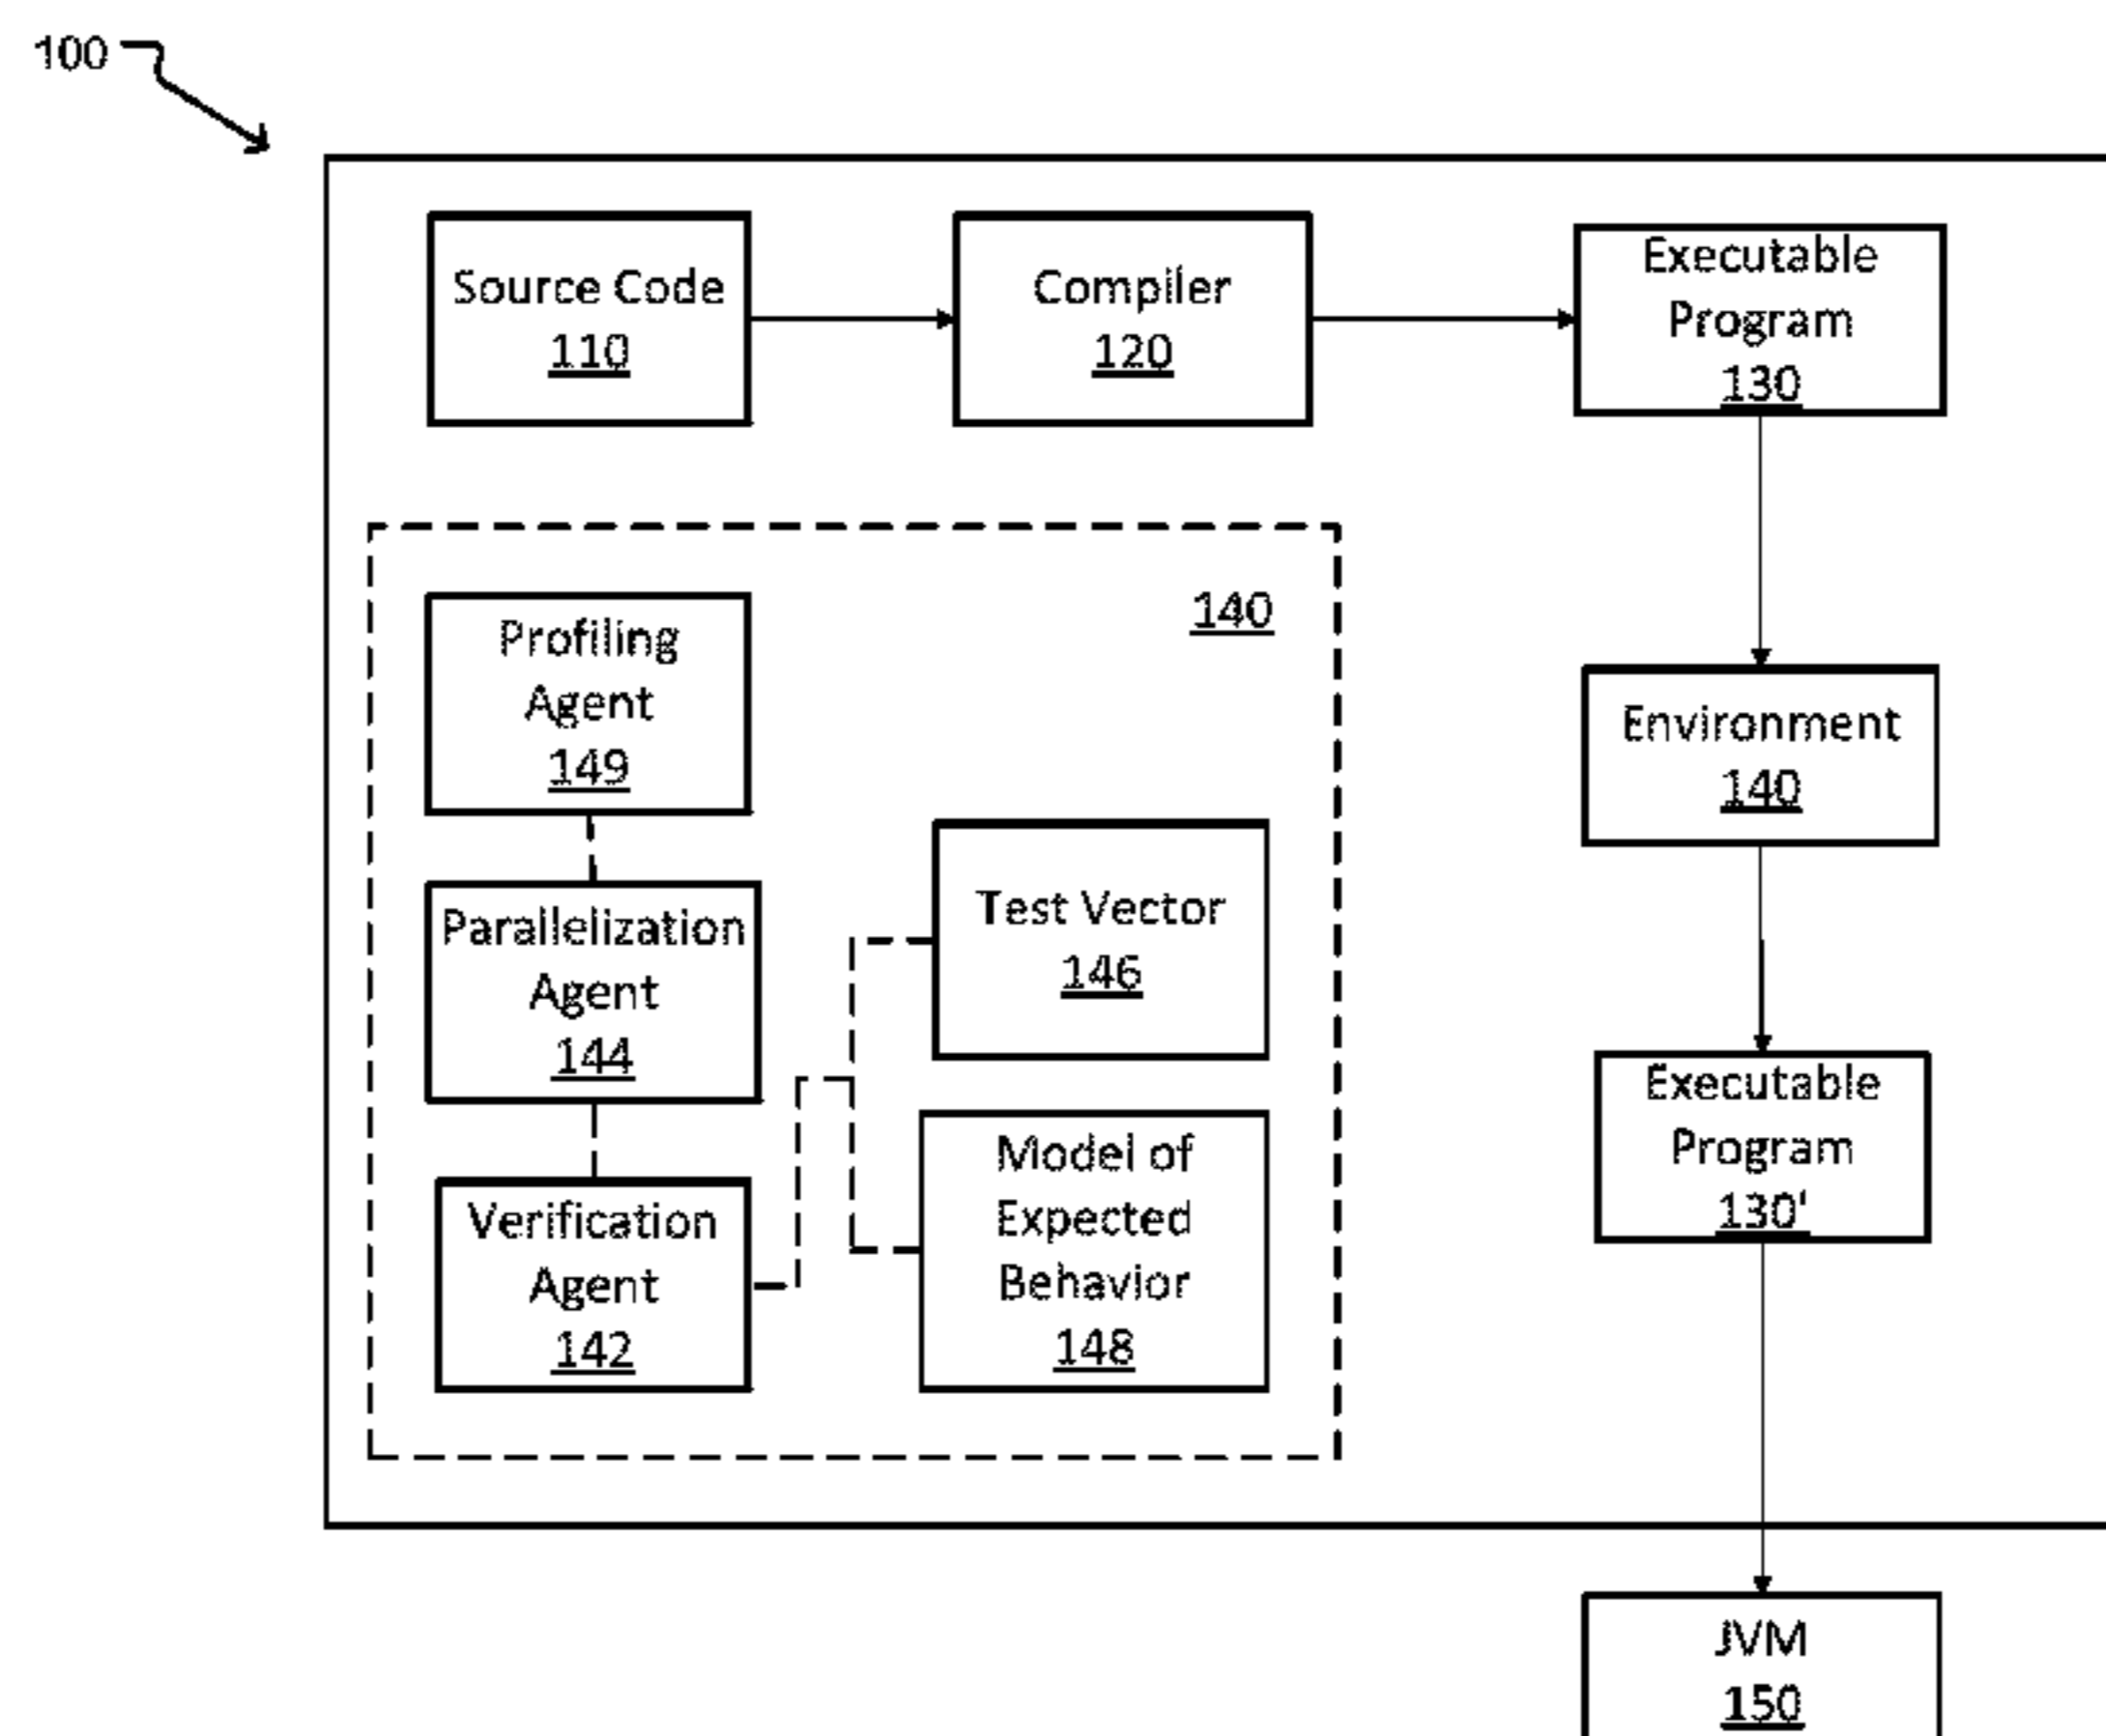 100
Source Code
110
Compiler
120
Executable
Program
130
140
Profiling
Agent
149
Parallelization
Agent
144
Verification
Agent
142
Test Vector
146
Model of
Expected
Behavior
148
Environment
140
Executable
Program
130'
JVM
150